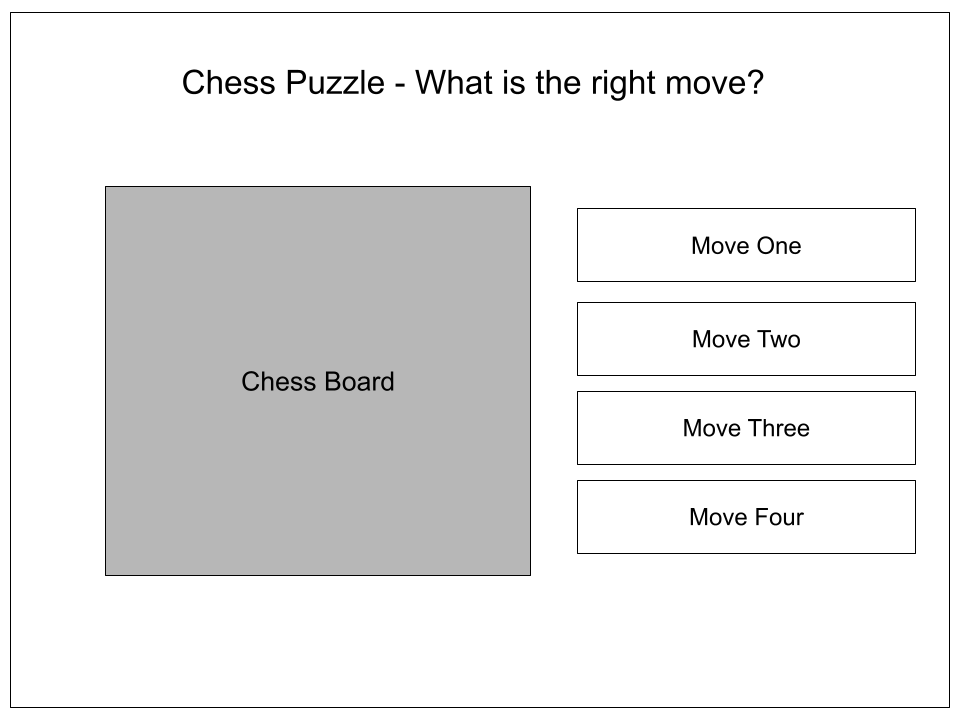 Chess Puzzle - What is the right move?
Chess Board
Move One
Move Two
Move Three
Move Four